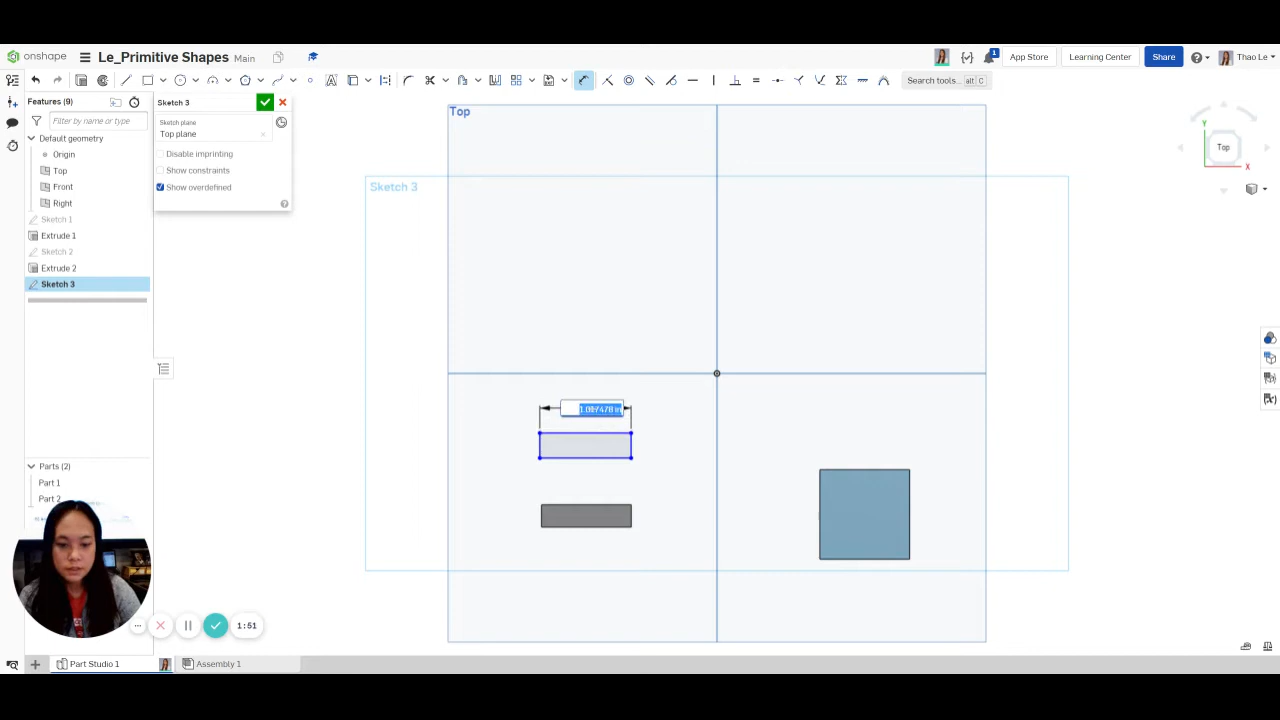 onshape Le_Primitive Shapes Main 1 App Store Learning Center Share Thao Le
Search tools... alt C
Features (9)
Filter by name or type
Default geometry
Origin
Top
Front
Right
Sketch 1
Extrude 1
Sketch 2
Extrude 2
Sketch 3
Sketch 3
Sketch plane
Top plane
Disable imprinting
Show constraints
Show overdefined
Top
Sketch 3
Y
Top
X
Parts (2)
Part 1
Part 2
1:51
Part Studio 1
Assembly 1